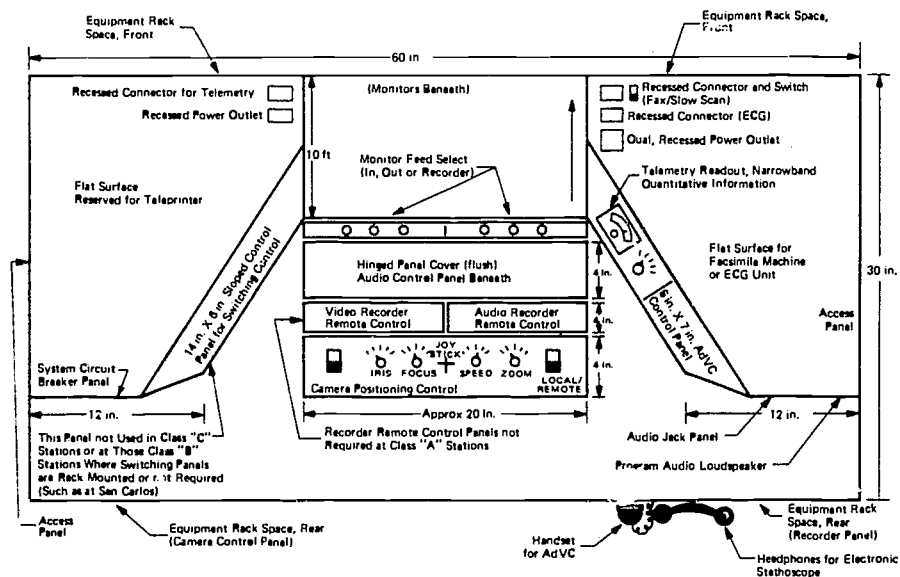 Equipment Rack
Space, Front
Equipment Rack
Space,
60 in.
Recessed Connector for Telemetry
Recessed Power Outlet
(Monitors Beneath)
Recessed Connector and Switch
(Fax/Slow Scan)
Recessed Connector (ECG)
Dual, Recessed Power Outlet
10 ft
Monitor Feed Select
(In, Out or Recorder)
Telemetry Readout, Narrowband
Quantitative Information
Flat Surface
Reserved for Teleprinter
14 in. X 6 in. Sloped Control
Panel for Switching Control
Hinged Panel Cover (flush)
Audio Control Panel Beneath
4 in.
Flat Surface for
Facsimila Machine
or ECG Unit
30 in.
6 in. X 7 in. AdVC
Control Panel
Video Recorder
Remote Control
Audio Recorder
Remote Control
4 in.
Access
Panel
System Circuit
Breaker Panel
IRIS
FOCUS
JOY
STICK
SPEED
ZOOM
LOCAL/
REMOTE
Camera Positioning Control
4 in.
12 in.
Approx 20 in.
12 in.
This Panel not Used in Class "C"
Stations or at Those Class "B"
Stations Where Switching Panels
are Rack Mounted or not Required
(Such as at San Carlos)
Recorder Remote Control Panels not
Required at Class "A" Stations
Audio Jack Panel
Program Audio Loudspeaker
Access
Panel
Equipment Rack Space, Rear
(Camera Control Panel)
Handset
for AdVC
Equipment Rack
Space, Rear
(Recorder Panel)
Headphones for Electronic
Stathoscope